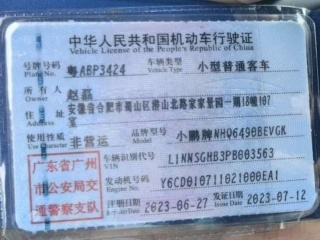 中华人民共和国机动车行驶证
Vehicle License of the People's Republic of China
号牌号码 粤ABP3424 车辆类型 小型普通客车
Plate No. Vehicle Type
所有人 赵磊
Owner
住址 安徽省合肥市蜀山区潜山北路家家景园一期18幢107
室
Address
使用性质 非营运 品牌型号 小鹏牌NHQ6490BEVGK
Use Character Model
广东省广州
市公安局交
通警察支队
车辆识别代号 L1NNSGHB3PB003563
VIN
发动机号码 Y6CD010711021000EA1
Engine No.
注册日期 2023-06-27 发证日期 2023-07-12
Register Date Issue Date